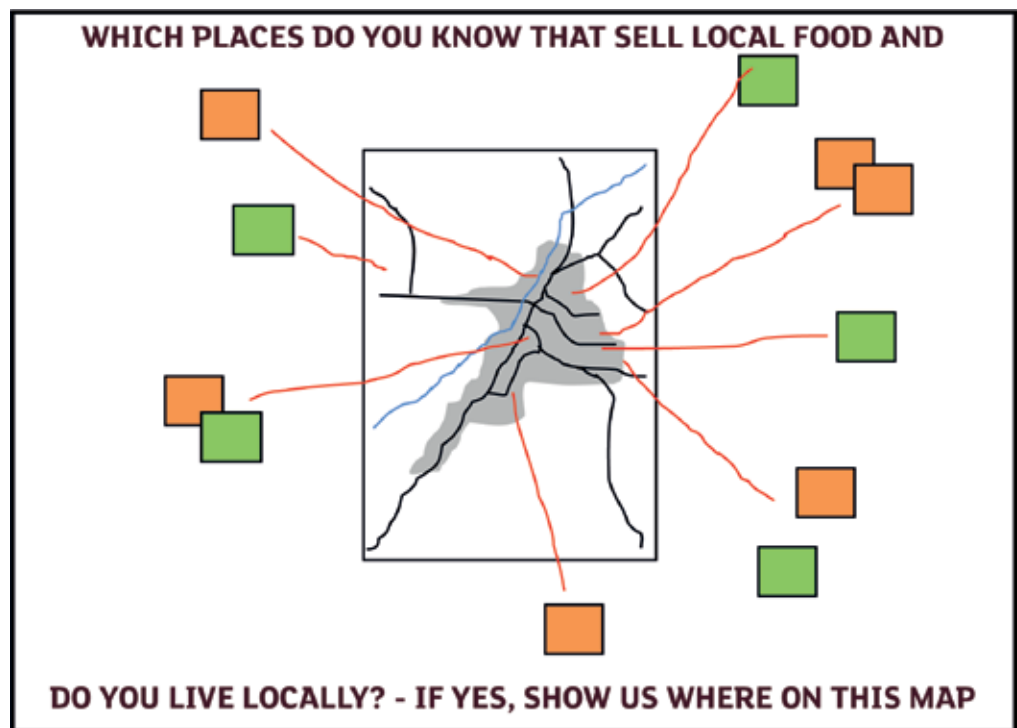 WHICH PLACES DO YOU KNOW THAT SELL LOCAL FOOD AND
DO YOU LIVE LOCALLY? - IF YES, SHOW US WHERE ON THIS MAP